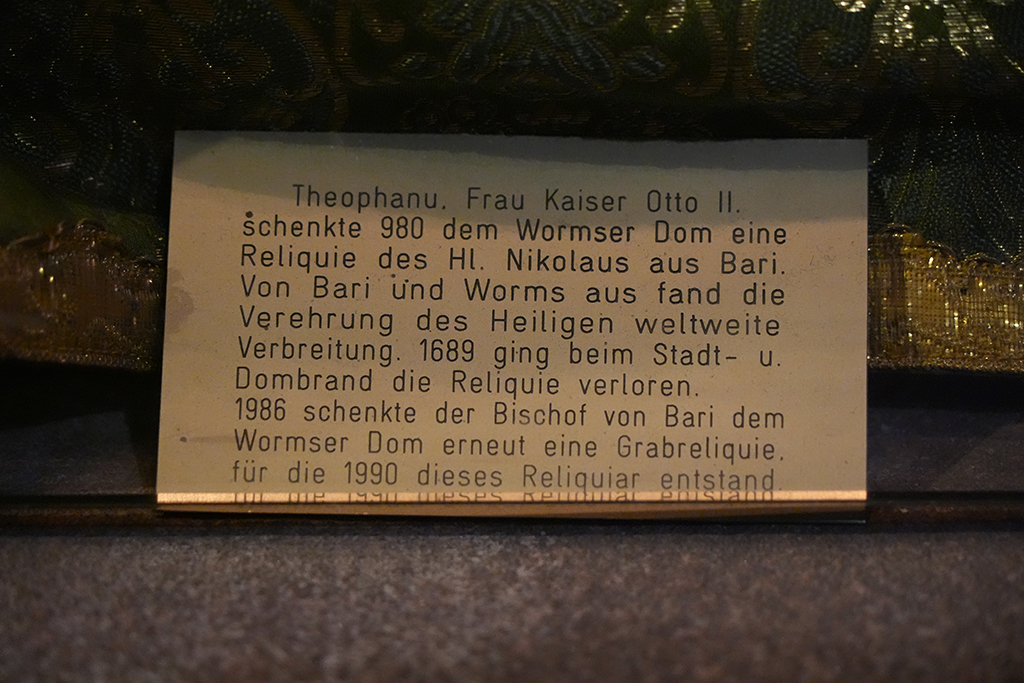 Theophanu. Frau Kaiser Otto II.
schenkte 980 dem Wormser Dom eine
Reliquie des Hl. Nikolaus aus Bari.
Von Bari und Worms aus fand die
Verehrung des Heiligen weltweite
Verbreitung. 1689 ging beim Stadt- u.
Dombrand die Reliquie verloren.
1986 schenkte der Bischof von Bari dem
Wormser Dom erneut eine Grabreliquie.
für die 1990 dieses Reliquiar entstand.